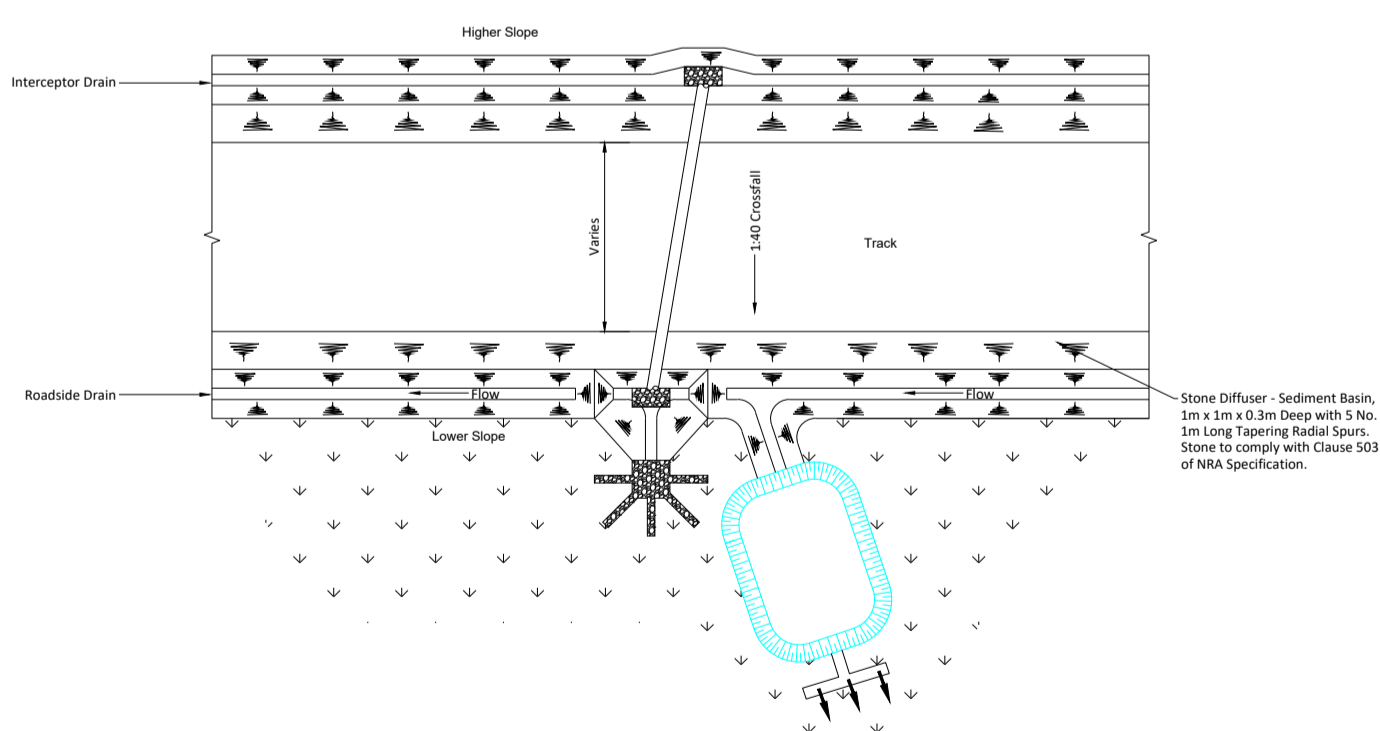 Higher Slope
Interceptor Drain
Varies
1:40 Crossfall
Track
Roadside Drain
Flow
Flow
Lower Slope
Stone Diffuser - Sediment Basin,
1m x 1m x 0.3m Deep with 5 No.
1m Long Tapering Radial Spurs.
Stone to comply with Clause 503
of NRA Specification.